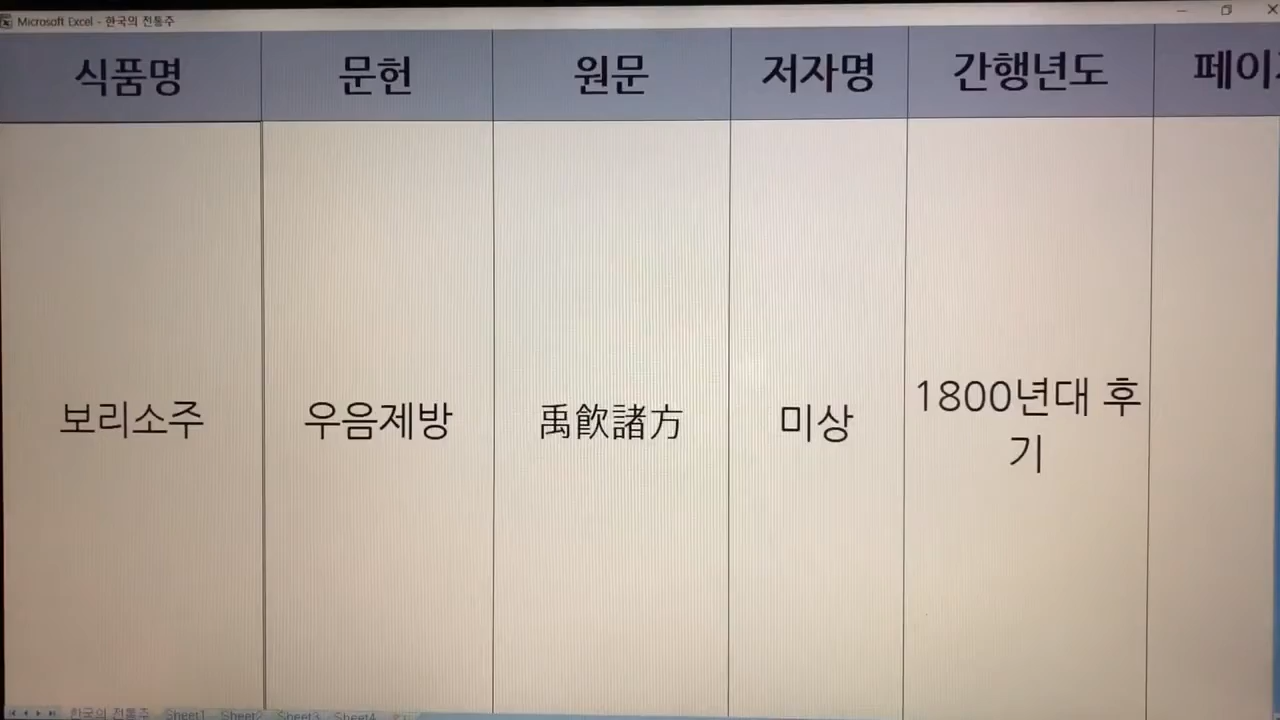 Microsoft Excel - 한국의 전통주
식품명 문헌 원문 저자명 간행년도 페이
보리소주 우음제방 禹飮諸方 미상 1800년대 후
기
한국의 전통주 Sheet1 Sheet2 Sheet3 Sheet4